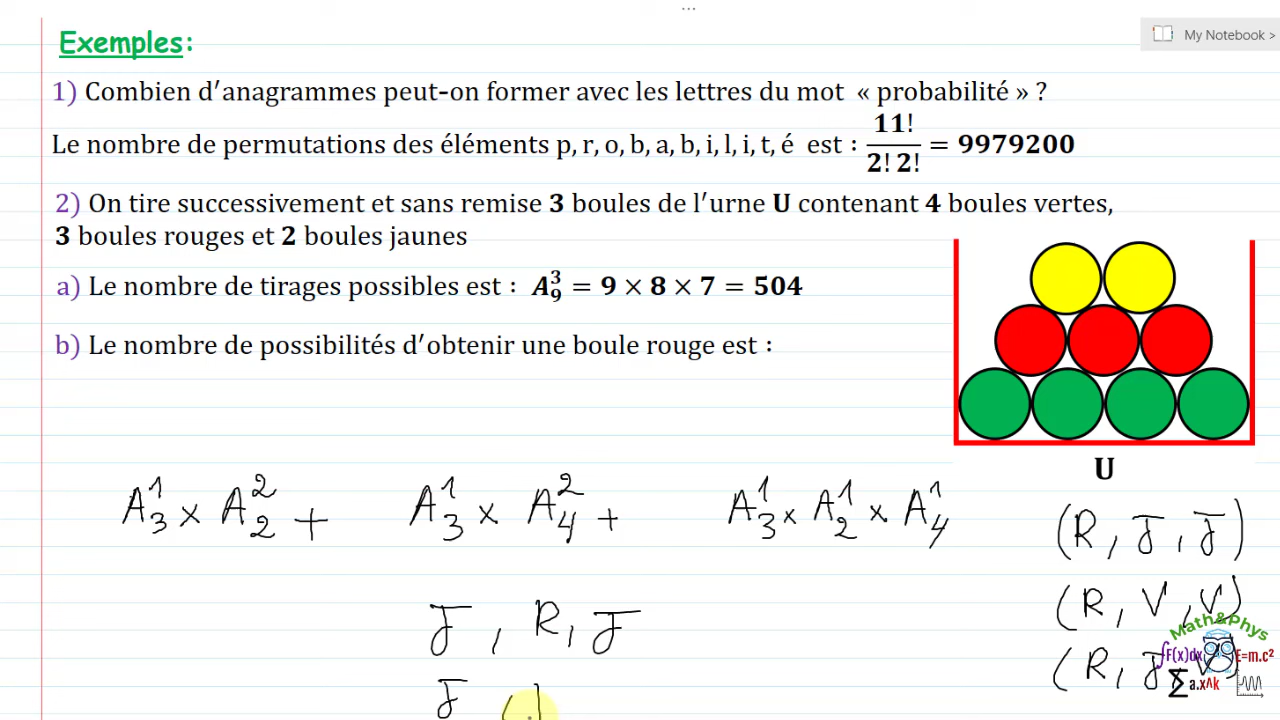 ...
My Notebook >
Exemples:
1) Combien d'anagrammes peut-on former avec les lettres du mot « probabilité » ?
Le nombre de permutations des éléments p, r, o, b, a, b, i, l, i, t, é est : 11! / 2! 2! = 9979200
2) On tire successivement et sans remise 3 boules de l'urne U contenant 4 boules vertes,
3 boules rouges et 2 boules jaunes
a) Le nombre de tirages possibles est : A₉³ = 9 × 8 × 7 = 504
b) Le nombre de possibilités d'obtenir une boule rouge est :
U
A₃¹ × A₂² + A₃¹ × A₄² + A₃¹ × A₂¹ × A₄¹
(R, J, J)
(R, V, V)
(R, J, V)
J, R, J
J
Math&Phys
∫F(x)dx E=m.c²
∑ a.x∧k